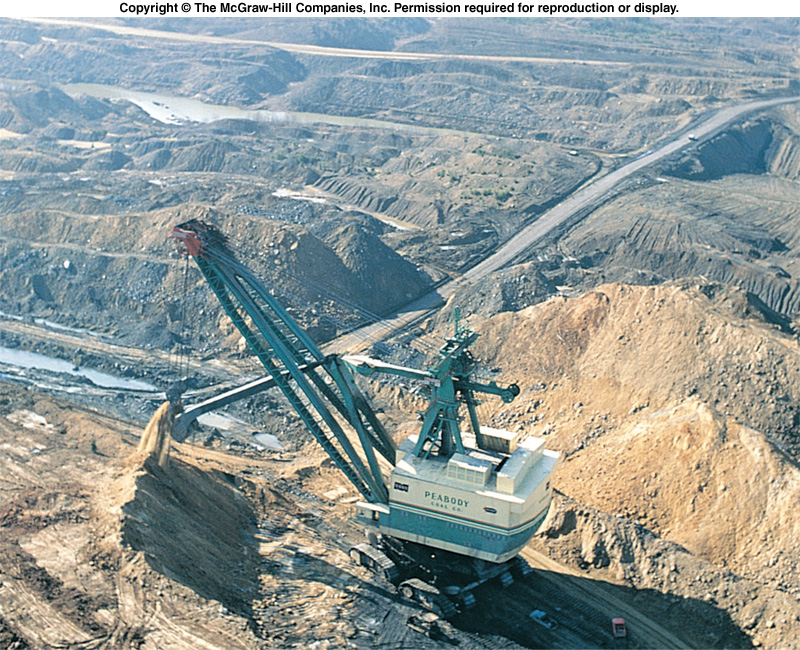 Copyright © The McGraw-Hill Companies, Inc. Permission required for reproduction or display.
PEABODY
COAL CO.